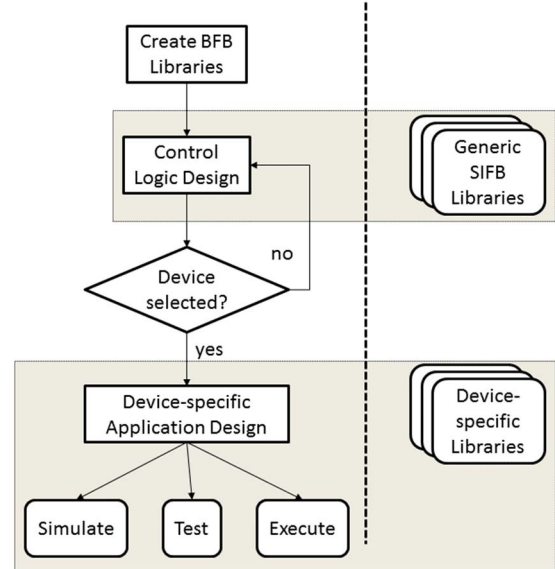 Create BFB
Libraries
Control
Logic Design
Generic
SIFB
Libraries
no
Device
selected?
yes
Device-specific
Application Design
Device-
specific
Libraries
Simulate
Test
Execute